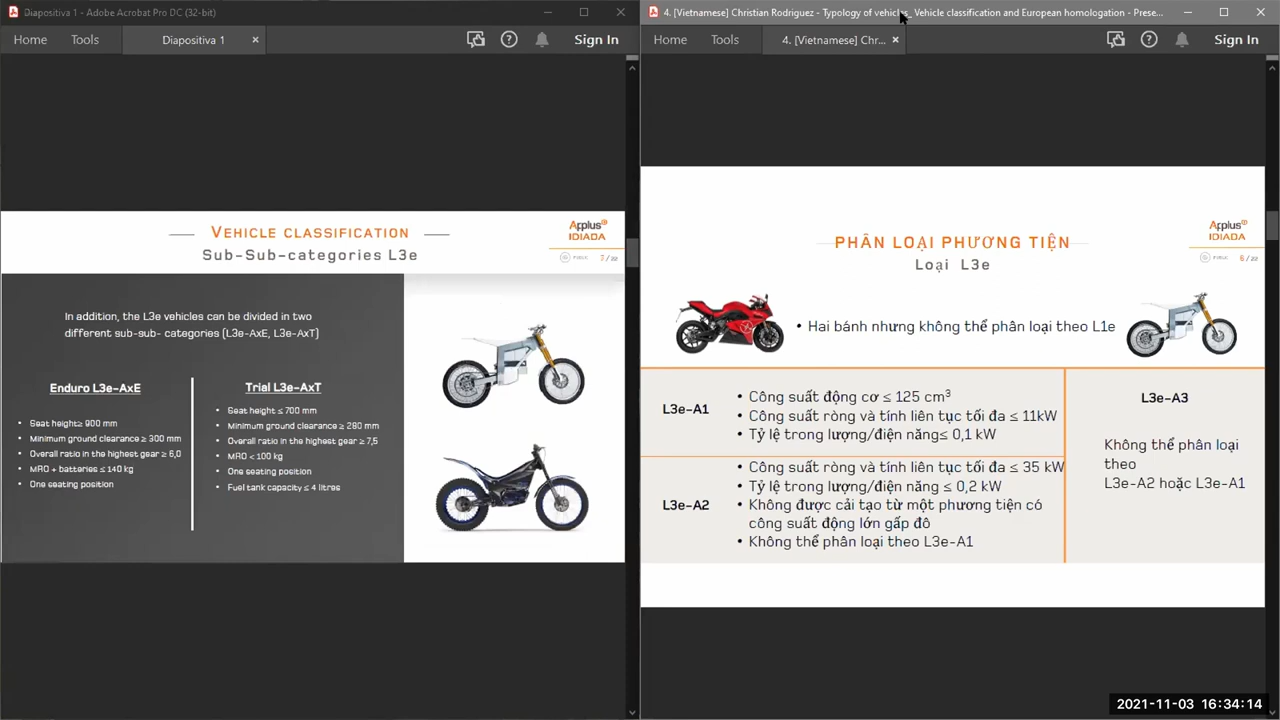 Diapositiva 1 - Adobe Acrobat Pro DC (32-bit)
Home
Tools
Diapositiva 1
Sign In
VEHICLE CLASSIFICATION
Sub-Sub-categories L3e
Applus
IDIADA
7 / 22
In addition, the L3e vehicles can be divided in two
different sub-sub- categories (L3e-AxE, L3e-AxT)
Enduro L3e-AxE
• Seat height≥ 900 mm
• Minimum ground clearance ≥ 300 mm
• Overall ratio in the highest gear ≥ 6,0
• MRO + batteries ≤ 140 kg
• One seating position
Trial L3e-AxT
• Seat height ≤ 700 mm
• Minimum ground clearance ≥ 280 mm
• Overall ratio in the highest gear ≥ 7,5
• MRO < 100 kg
• One seating position
• Fuel tank capacity ≤ 4 litres
4. [Vietnamese] Christian Rodriguez - Typology of vehicles_ Vehicle classification and European homologation - Prese...
Home
Tools
4. [Vietnamese] Chr...
Sign In
PHÂN LOẠI PHƯƠNG TIỆN
Loại L3e
Applus
IDIADA
6 / 22
• Hai bánh nhưng không thể phân loại theo L1e
L3e-A1
• Công suất động cơ ≤ 125 cm³
• Công suất ròng và tính liên tục tối đa ≤ 11kW
• Tỷ lệ trong lượng/điện năng≤ 0,1 kW
L3e-A2
• Công suất ròng và tính liên tục tối đa ≤ 35 kW
• Tỷ lệ trong lượng/điện năng ≤ 0,2 kW
• Không được cải tạo từ một phương tiện có
công suất động lớn gấp đô
• Không thể phân loại theo L3e-A1
L3e-A3
Không thể phân loại
theo
L3e-A2 hoặc L3e-A1
2021-11-03 16:34:14